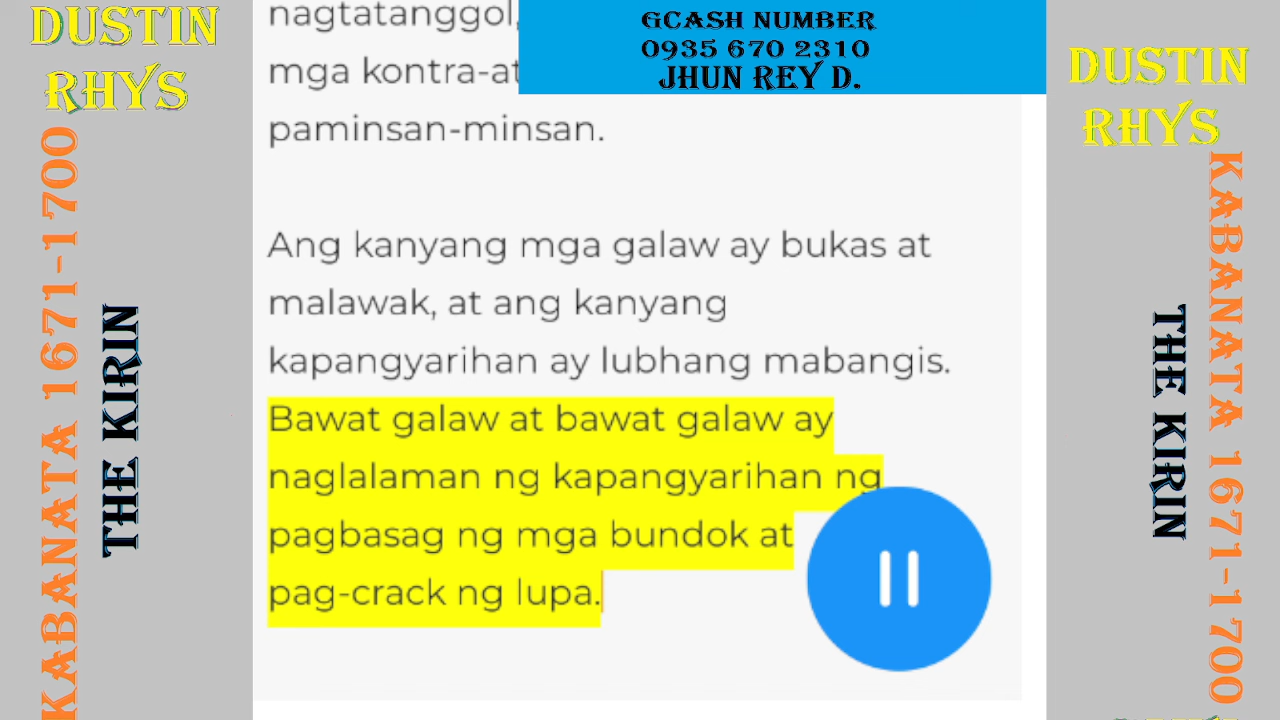 DUSTIN
RHYS
KABANATA 1671-1700
THE KIRIN
nagtatanggol,
mga kontra-at
paminsan-minsan.
Ang kanyang mga galaw ay bukas at
malawak, at ang kanyang
kapangyarihan ay lubhang mabangis.
Bawat galaw at bawat galaw ay
naglalaman ng kapangyarihan ng
pagbasag ng mga bundok at
pag-crack ng lupa.
GCASH NUMBER
0935 670 2310
JHUN REY D.
DUSTIN
RHYS
KABANATA 1671-1700
THE KIRIN